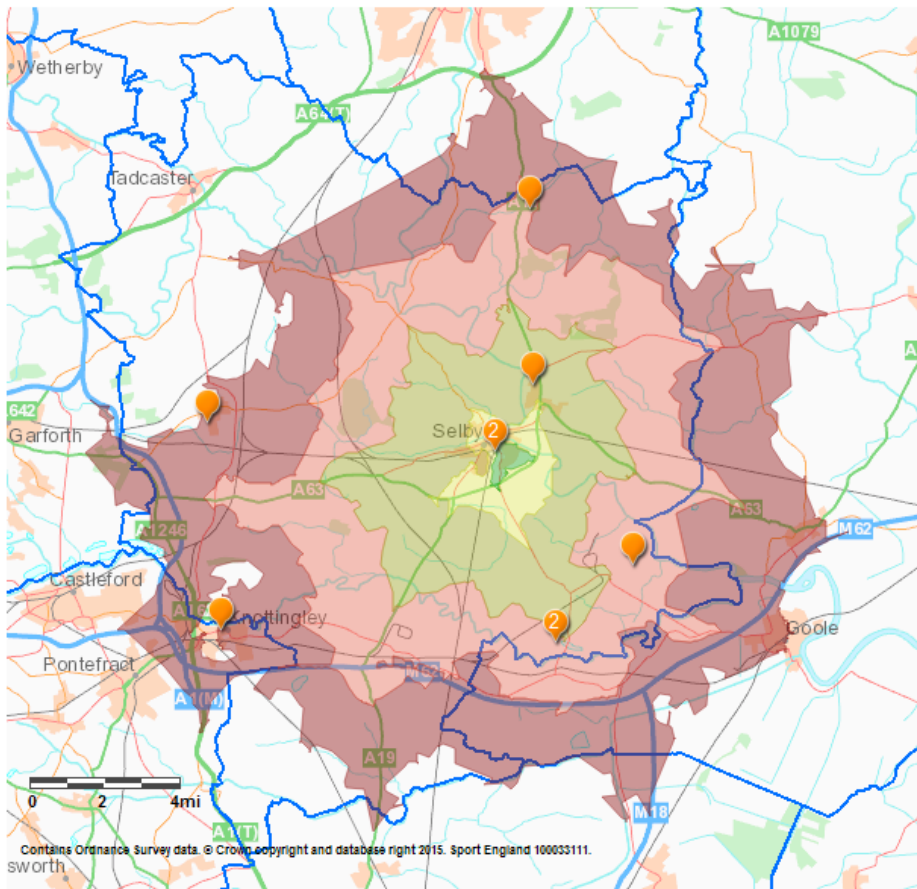 A1079
Wetherby
A64(T)
Tadcaster
Garforth
2
Selby
A63
A63
M62
A1246
Castleford
Knottingley
2
Goole
Pontefract
M62
A1(M)
A19
0 2 4mi
M18
A1(T)
Contains Ordnance Survey data. © Crown copyright and database right 2015. Sport England 100033111.
sworth